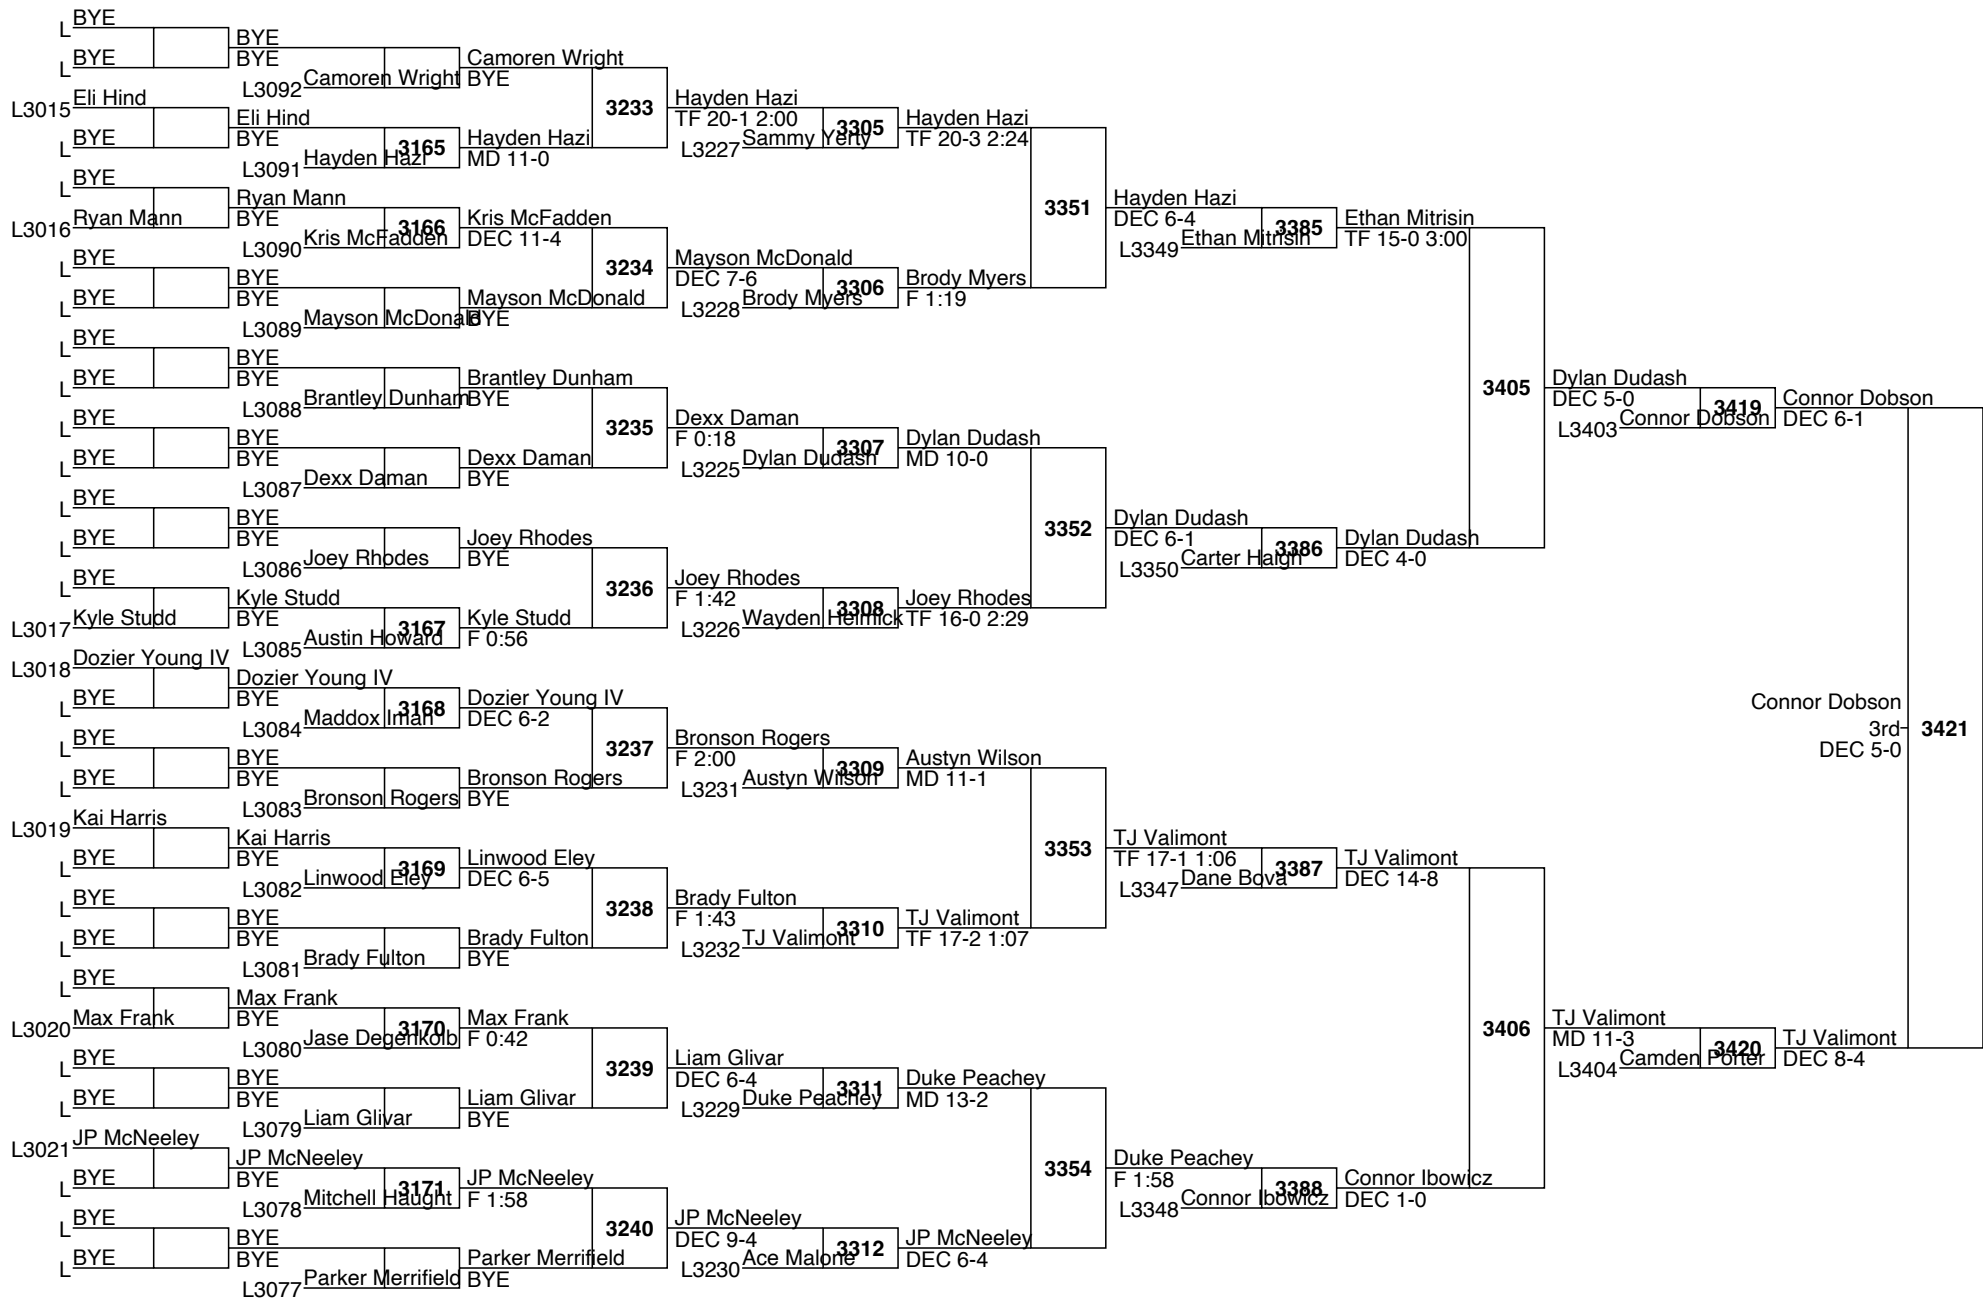 BYE
L
BYE
L
BYE
BYE
L3092 Camoren Wright
Camoren Wright
BYE
L3015 Eli Hind
BYE
L
Eli Hind
BYE
L3091 Hayden Hazi
3165
Hayden Hazi
MD 11-0
3233
Hayden Hazi
TF 20-1 2:00
L3227 Sammy Yerty
3305
Hayden Hazi
TF 20-3 2:24
BYE
L
L3016 Ryan Mann
Ryan Mann
BYE
L3090 Kris McFadden
3166
Kris McFadden
DEC 11-4
BYE
L
BYE
L
BYE
BYE
L3089 Mayson McDonald
Mayson McDonald
BYE
3234
Mayson McDonald
DEC 7-6
L3228 Brody Myers
3306
Brody Myers
F 1:19
3351
Hayden Hazi
DEC 6-4
L3349 Ethan Mitrisin
3385
Ethan Mitrisin
TF 15-0 3:00
BYE
L
BYE
L
BYE
BYE
L3088 Brantley Dunham
Brantley Dunham
BYE
BYE
L
BYE
L
BYE
BYE
L3087 Dexx Daman
Dexx Daman
BYE
3235
Dexx Daman
F 0:18
L3225 Dylan Dudash
3307
Dylan Dudash
MD 10-0
BYE
L
BYE
L
BYE
BYE
L3086 Joey Rhodes
Joey Rhodes
BYE
BYE
L
L3017 Kyle Studd
Kyle Studd
BYE
L3085 Austin Howard
3167
Kyle Studd
F 0:56
3236
Joey Rhodes
F 1:42
L3226 Wayden Helmick
3308
Joey Rhodes
TF 16-0 2:29
3352
Dylan Dudash
DEC 6-1
L3350 Carter Haigh
3386
Dylan Dudash
DEC 4-0
3405
Dylan Dudash
DEC 5-0
L3403 Connor Dobson
3419
Connor Dobson
DEC 6-1
L3018 Dozier Young IV
BYE
L
Dozier Young IV
BYE
L3084 Maddox Iman
3168
Dozier Young IV
DEC 6-2
BYE
L
BYE
L
BYE
BYE
L3083 Bronson Rogers
Bronson Rogers
BYE
3237
Bronson Rogers
F 2:00
L3231 Austyn Wilson
3309
Austyn Wilson
MD 11-1
L3019 Kai Harris
BYE
L
Kai Harris
BYE
L3082 Linwood Eley
3169
Linwood Eley
DEC 6-5
BYE
L
BYE
L
BYE
BYE
L3081 Brady Fulton
Brady Fulton
BYE
3238
Brady Fulton
F 1:43
L3232 TJ Valimont
3310
TJ Valimont
TF 17-2 1:07
3353
TJ Valimont
TF 17-1 1:06
L3347 Dane Bova
3387
TJ Valimont
DEC 14-8
BYE
L
L3020 Max Frank
Max Frank
BYE
L3080 Jase Degenkolb
3170
Max Frank
F 0:42
BYE
L
BYE
L
BYE
BYE
L3079 Liam Glivar
Liam Glivar
BYE
3239
Liam Glivar
DEC 6-4
L3229 Duke Peachey
3311
Duke Peachey
MD 13-2
L3021 JP McNeeley
BYE
L
JP McNeeley
BYE
L3078 Mitchell Haught
3171
JP McNeeley
F 1:58
BYE
L
BYE
L
BYE
BYE
L3077 Parker Merrifield
Parker Merrifield
BYE
3240
JP McNeeley
DEC 9-4
L3230 Ace Malone
3312
JP McNeeley
DEC 6-4
3354
Duke Peachey
F 1:58
L3348 Connor Ibowicz
3388
Connor Ibowicz
DEC 1-0
3406
TJ Valimont
MD 11-3
L3404 Camden Porter
3420
TJ Valimont
DEC 8-4
Connor Dobson
3rd
DEC 5-0
3421